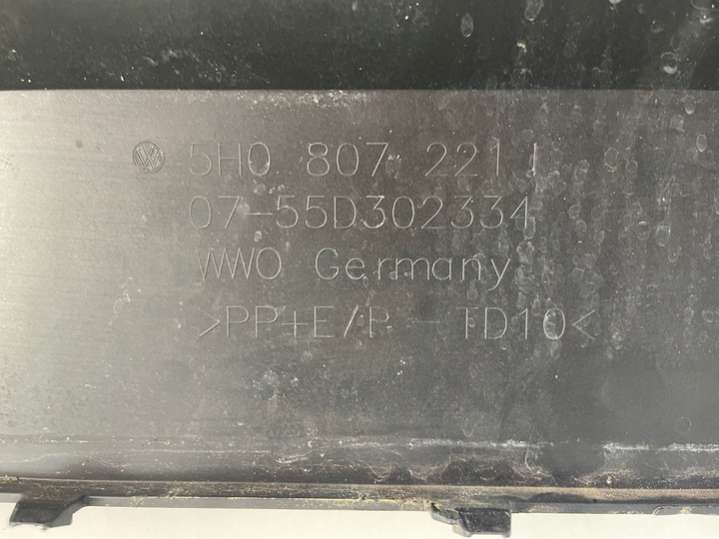 5H0 807 221 J
07-55D302334
WWO Germany
>PP+E/P - TD10<